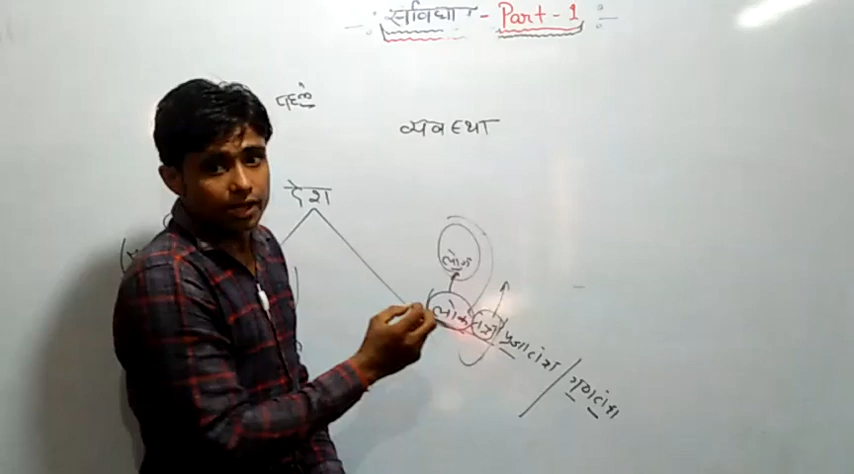 संविधान - Part - 1
पहले
व्यवस्था
देश
लोग
लोक तंत्र
प्रजातंत्र / गणतंत्र